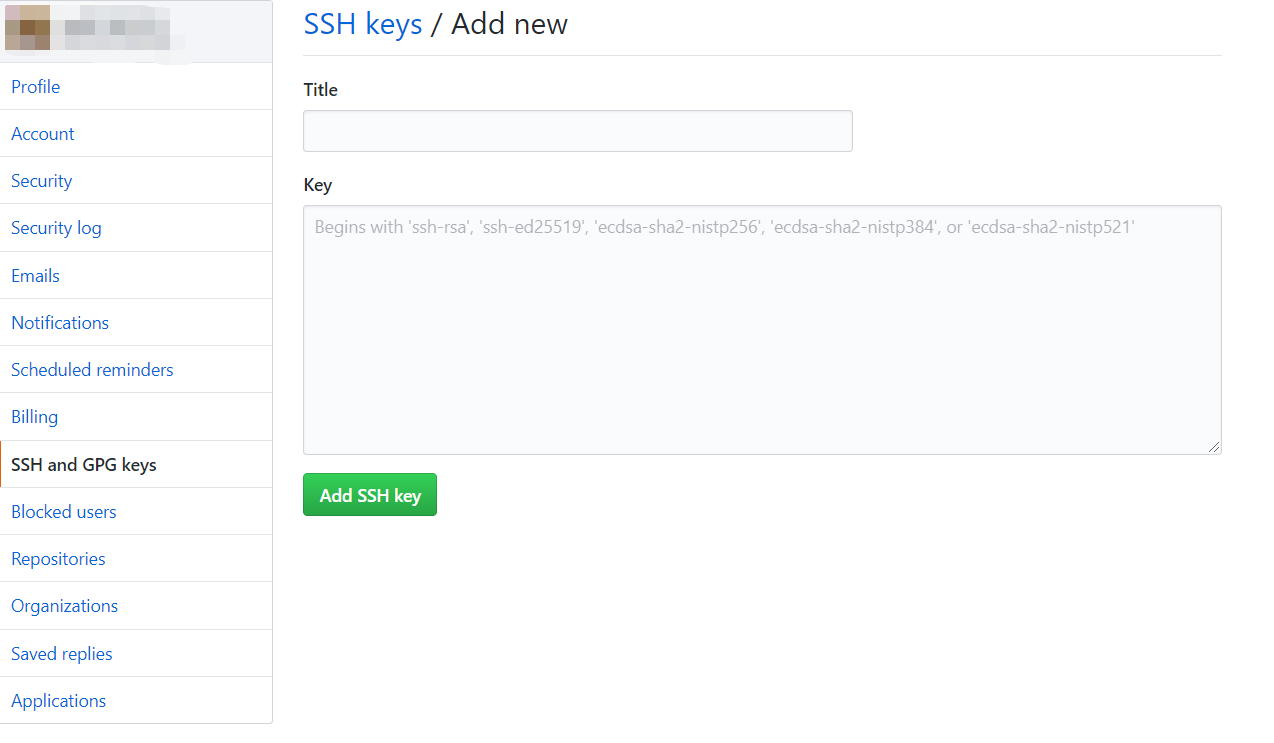 SSH keys / Add new
Title
Key
Begins with 'ssh-rsa', 'ssh-ed25519', 'ecdsa-sha2-nistp256', 'ecdsa-sha2-nistp384', or 'ecdsa-sha2-nistp521'
Add SSH key
Profile
Account
Security
Security log
Emails
Notifications
Scheduled reminders
Billing
SSH and GPG keys
Blocked users
Repositories
Organizations
Saved replies
Applications